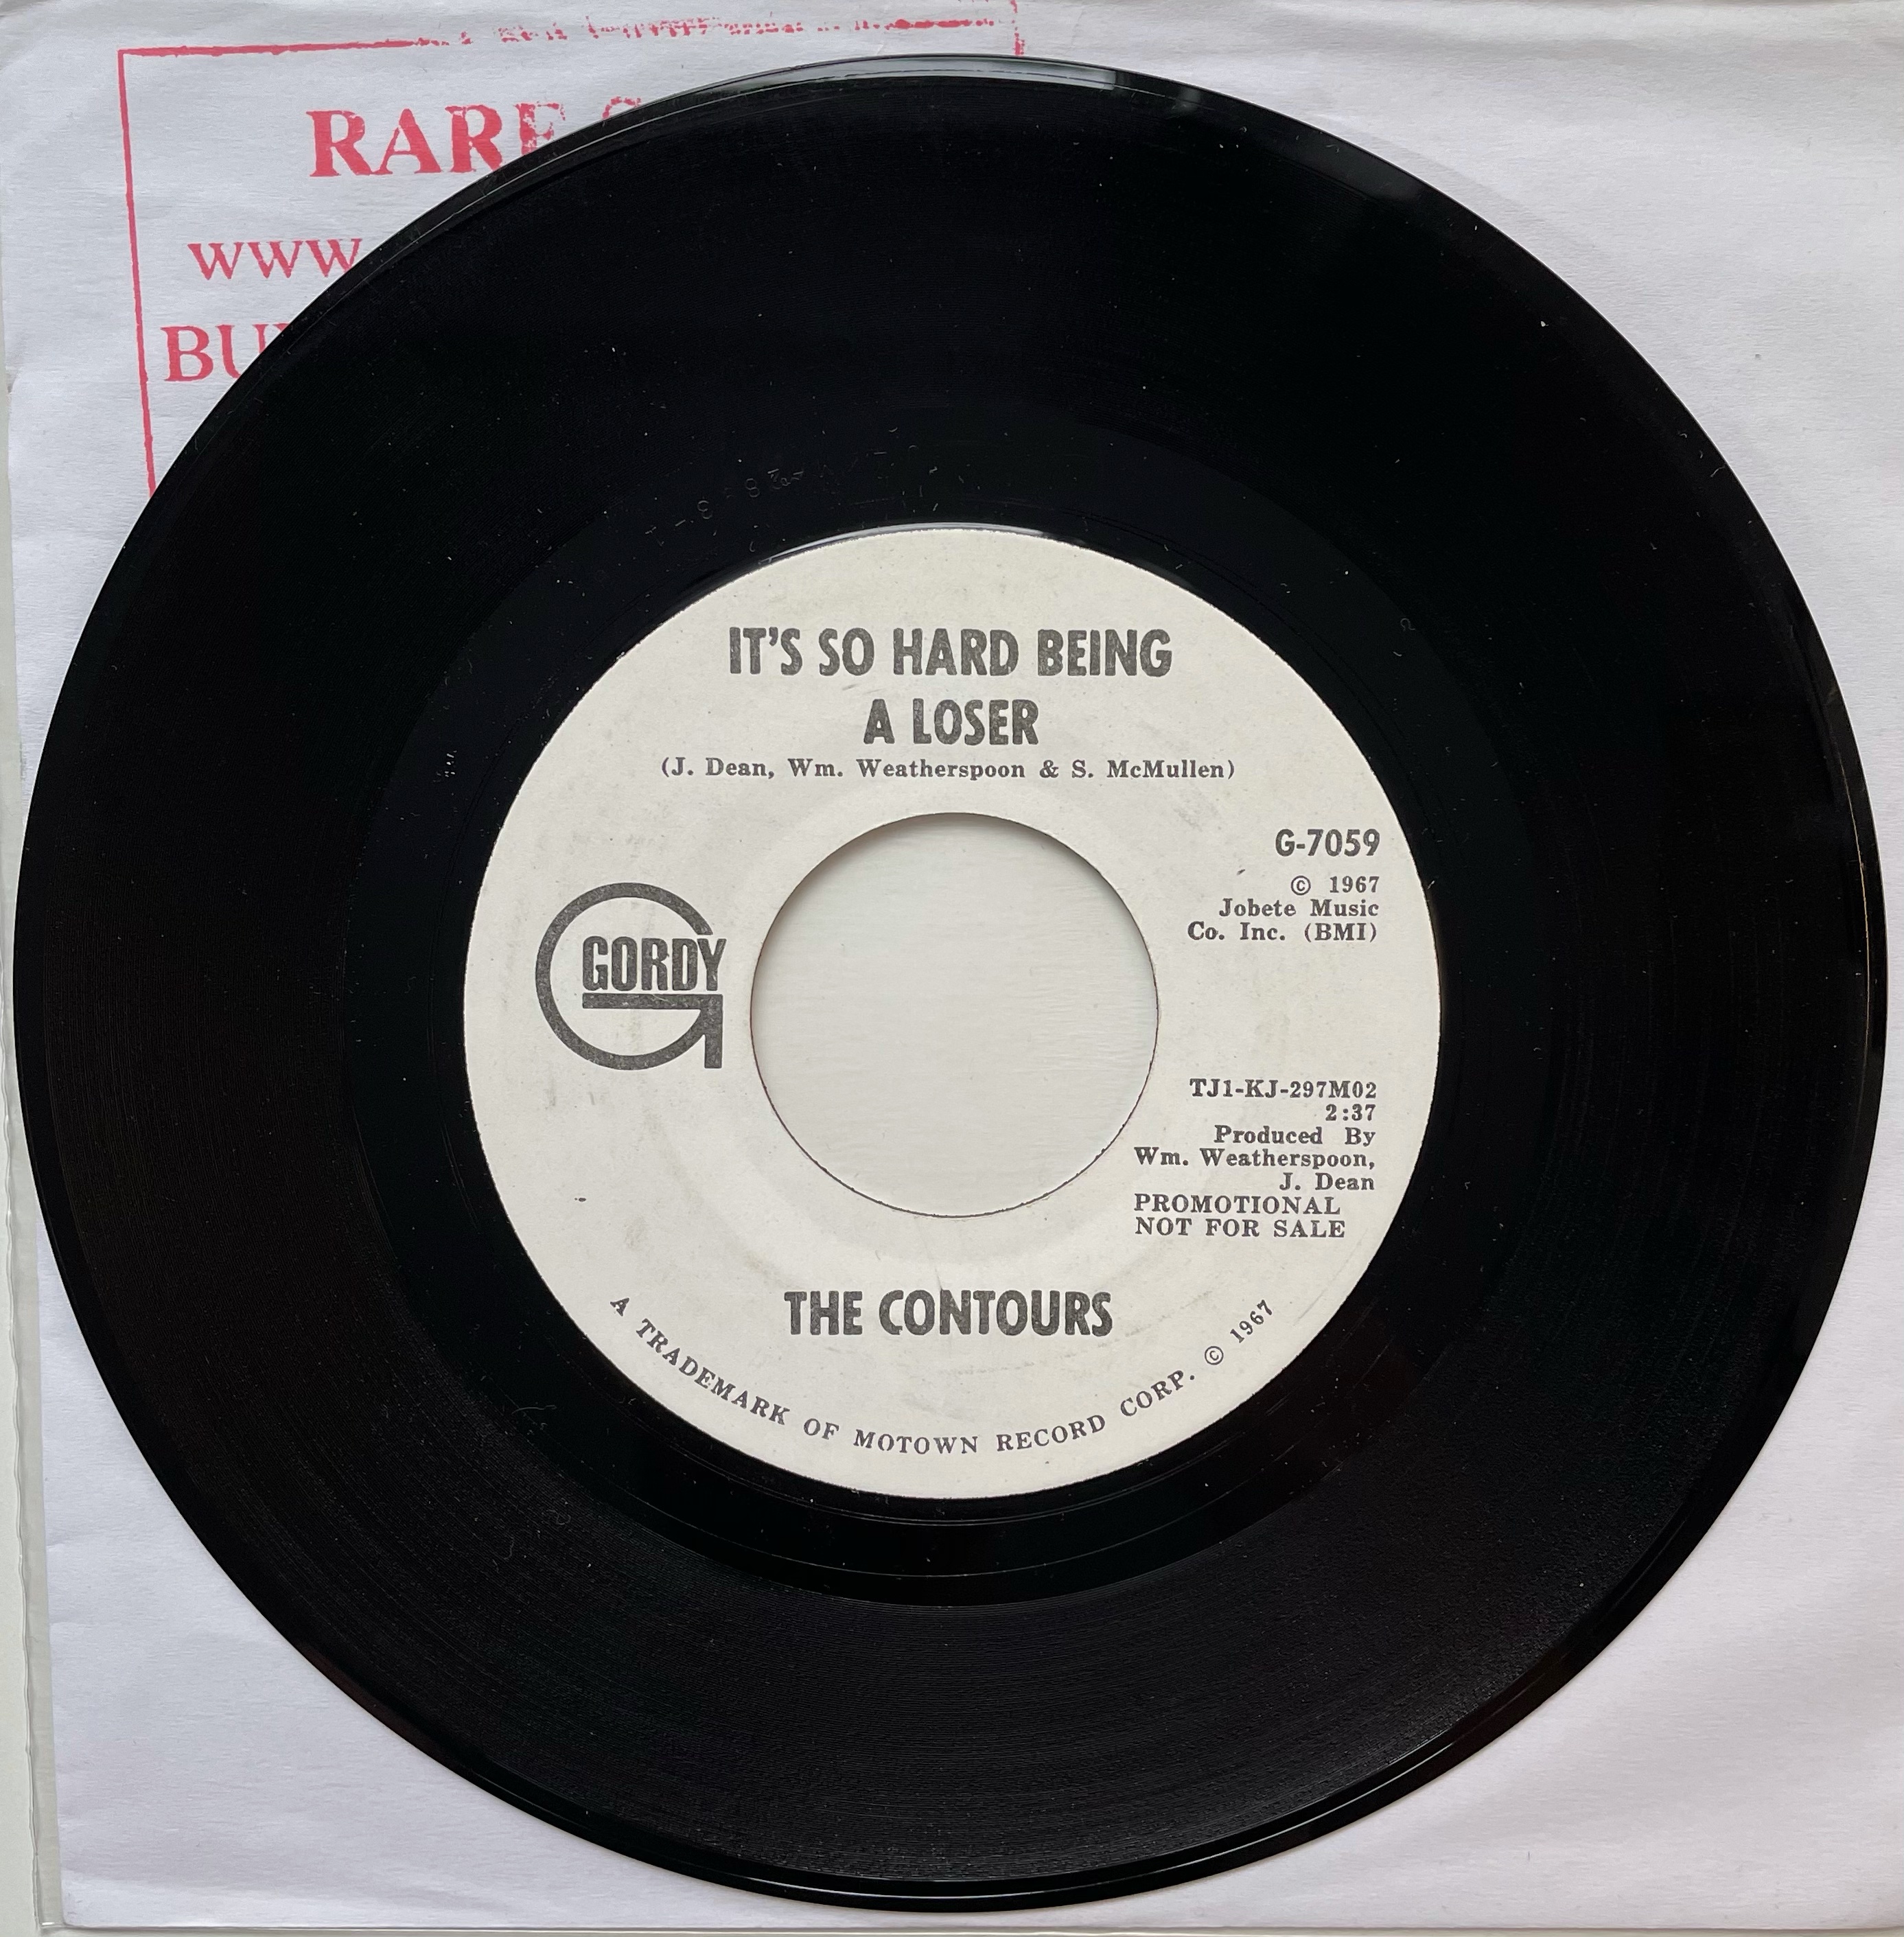 RARE
www.
IT'S SO HARD BEING
A LOSER
(J. Dean, Wm. Weatherspoon & S. McMullen)
G-7059
© 1967
Jobete Music
Co. Inc. (BMI)
GORDY
TJ1-KJ-297M02
2:37
Produced By
Wm. Weatherspoon,
J. Dean
PROMOTIONAL
NOT FOR SALE
THE CONTOURS
A TRADEMARK OF MOTOWN RECORD CORP. © 1967